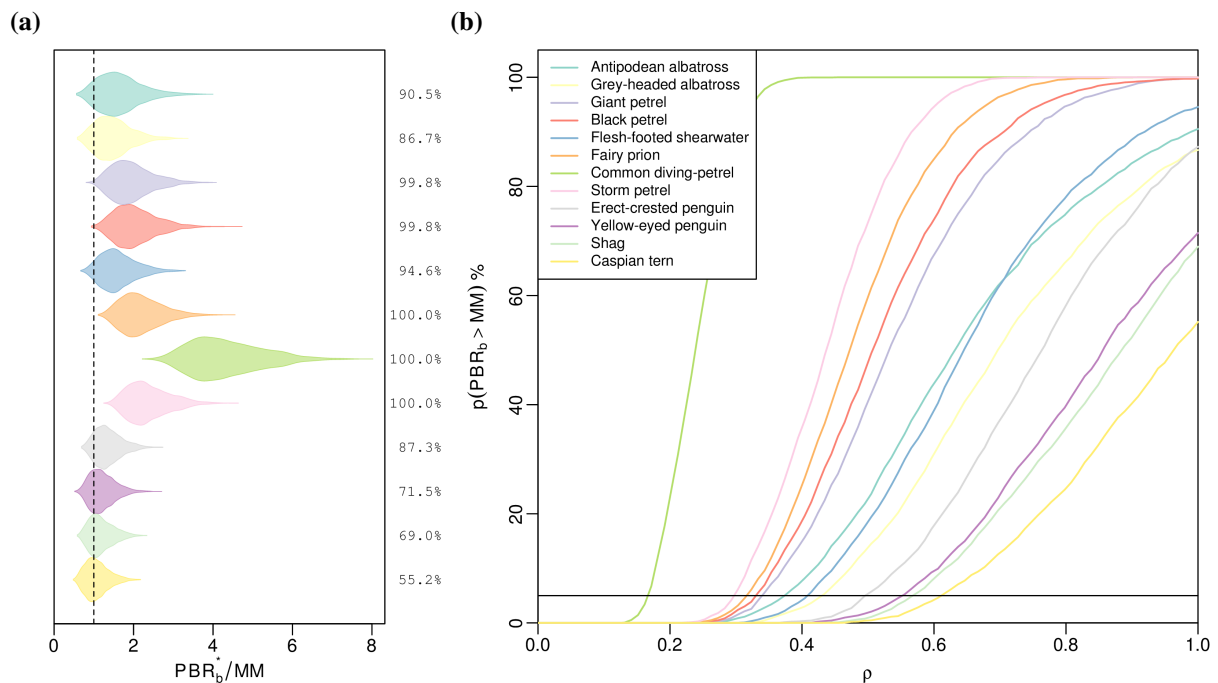 (a)
90.5%
86.7%
99.8%
99.8%
94.6%
100.0%
100.0%
100.0%
87.3%
71.5%
69.0%
55.2%
0 2 4 6 8
PBR*b/MM
(b)
Antipodean albatross
Grey-headed albatross
Giant petrel
Black petrel
Flesh-footed shearwater
Fairy prion
Common diving-petrel
Storm petrel
Erect-crested penguin
Yellow-eyed penguin
Shag
Caspian tern
100
80
60
40
20
0
p(PBRb > MM) %
0.0 0.2 0.4 0.6 0.8 1.0
ρ